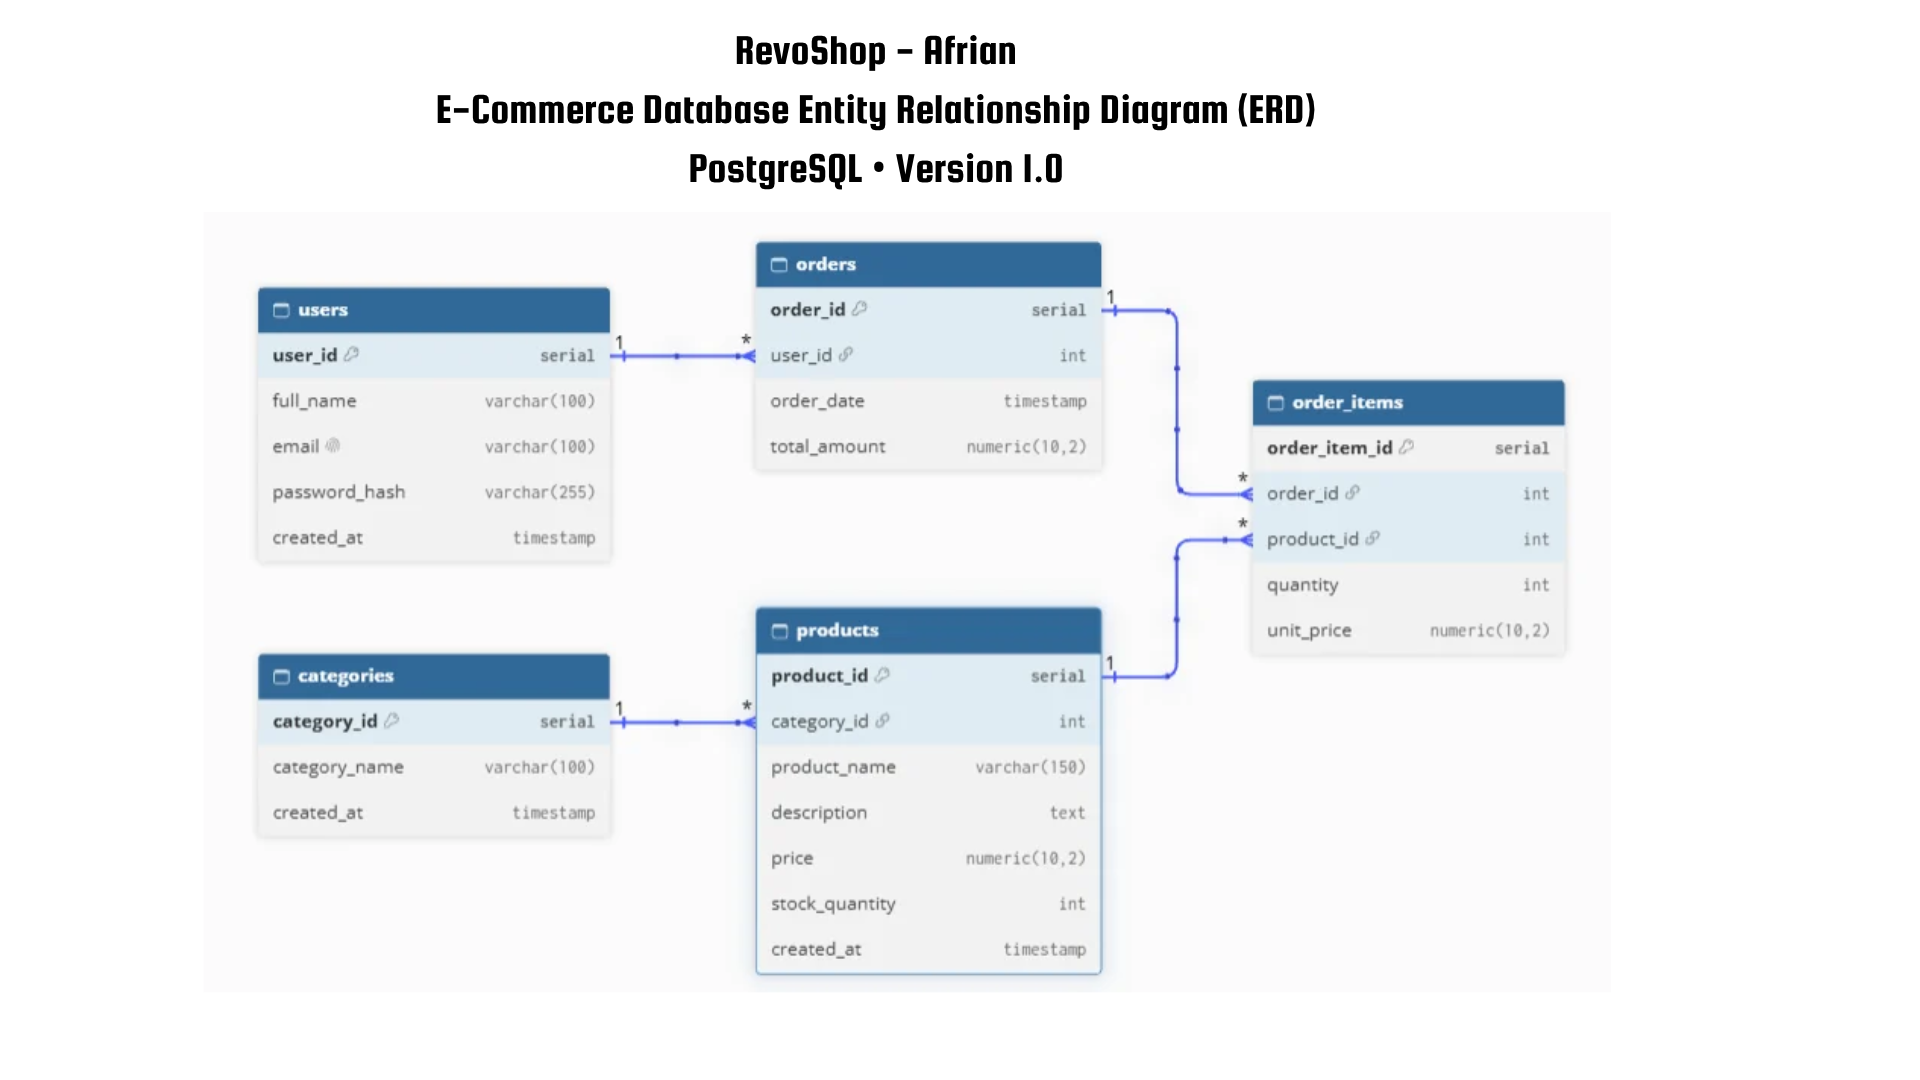 RevoShop - Afrian
E-Commerce Database Entity Relationship Diagram (ERD)
PostgreSQL • Version 1.0
users
user_id serial
full_name varchar(100)
email varchar(100)
password_hash varchar(255)
created_at timestamp
1
*
orders
order_id serial
user_id int
order_date timestamp
total_amount numeric(10,2)
1
*
order_items
order_item_id serial
order_id int
product_id int
quantity int
unit_price numeric(10,2)
*
categories
category_id serial
category_name varchar(100)
created_at timestamp
1
*
products
product_id serial
category_id int
product_name varchar(150)
description text
price numeric(10,2)
stock_quantity int
created_at timestamp
1